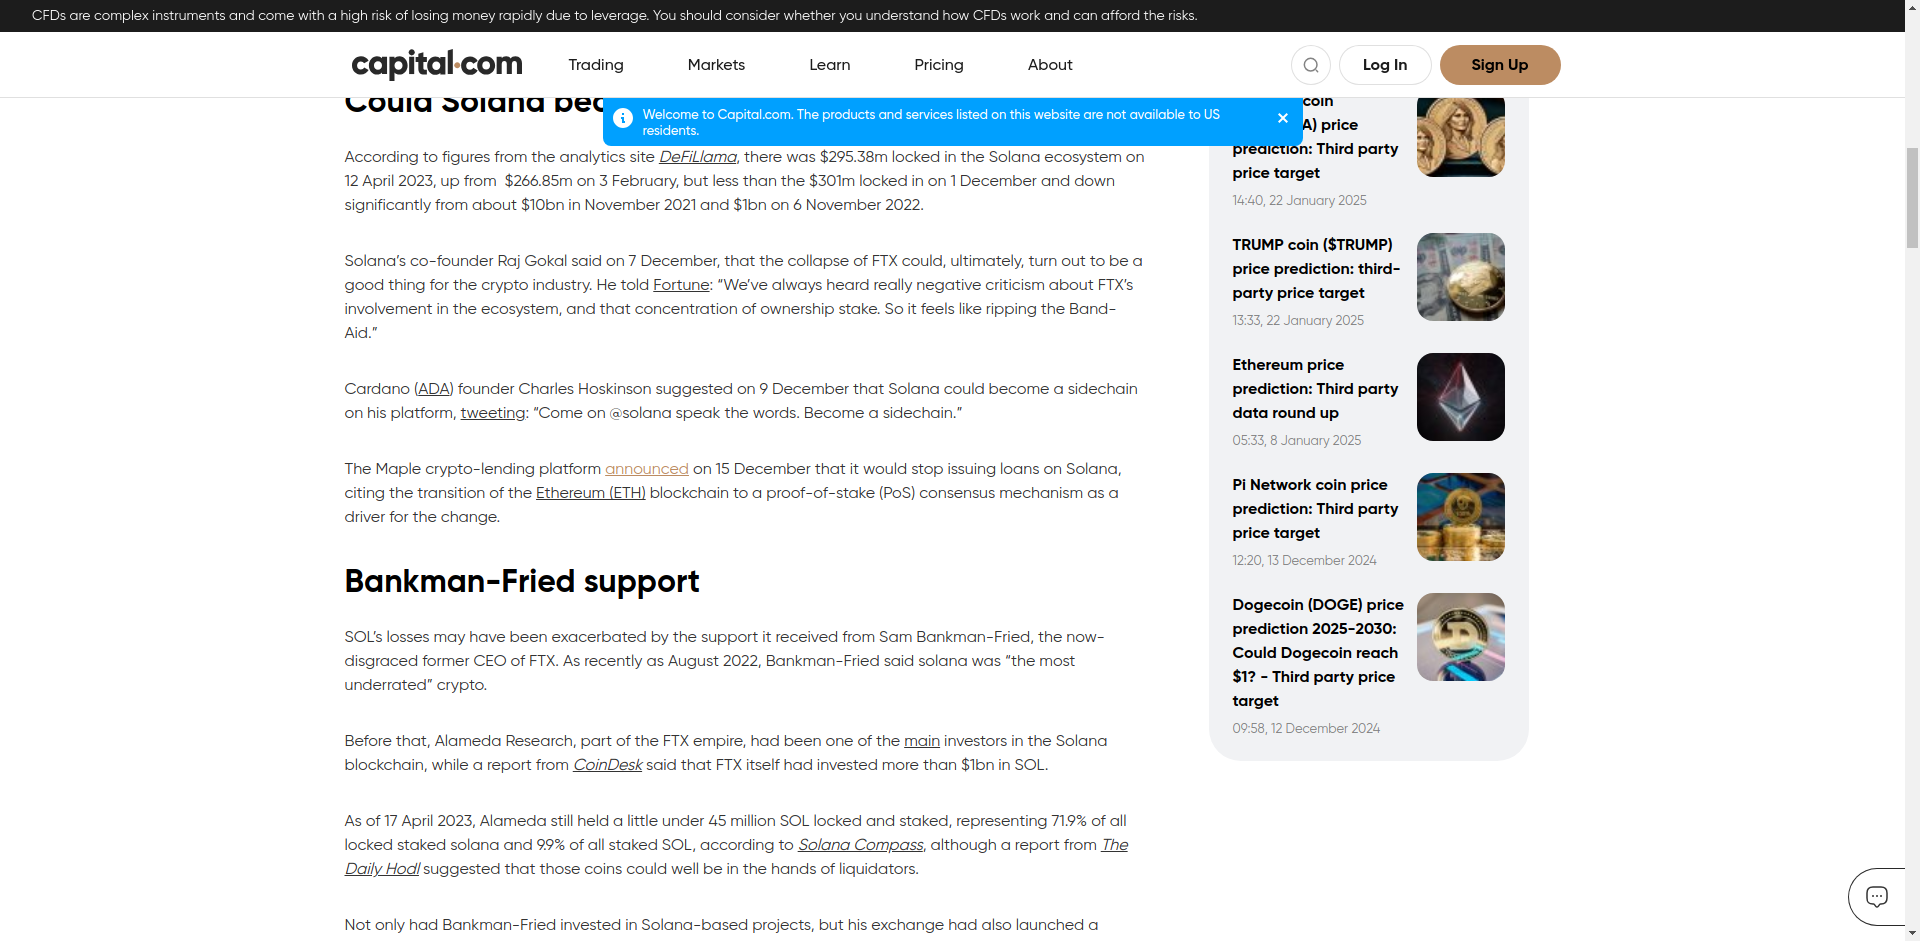 CFDs are complex instruments and come with a high risk of losing money rapidly due to leverage. You should consider whether you understand how CFDs work and can afford the risks.
capital.com
Trading
Markets
Learn
Pricing
About
Log In
Sign Up
Welcome to Capital.com. The products and services listed on this website are not available to US
residents.
Could Solana
According to figures from the analytics site DeFiLlama, there was $295.38m locked in the Solana ecosystem on
12 April 2023, up from $266.85m on 3 February, but less than the $301m locked in on 1 December and down
significantly from about $10bn in November 2021 and $1bn on 6 November 2022.
Solana’s co-founder Raj Gokal said on 7 December, that the collapse of FTX could, ultimately, turn out to be a
good thing for the crypto industry. He told Fortune: “We’ve always heard really negative criticism about FTX’s
involvement in the ecosystem, and that concentration of ownership stake. So it feels like ripping the Band-
Aid.”
Cardano (ADA) founder Charles Hoskinson suggested on 9 December that Solana could become a sidechain
on his platform, tweeting: “Come on @solana speak the words. Become a sidechain.”
The Maple crypto-lending platform announced on 15 December that it would stop issuing loans on Solana,
citing the transition of the Ethereum (ETH) blockchain to a proof-of-stake (PoS) consensus mechanism as a
driver for the change.
Bankman-Fried support
SOL’s losses may have been exacerbated by the support it received from Sam Bankman-Fried, the now-
disgraced former CEO of FTX. As recently as August 2022, Bankman-Fried said solana was “the most
underrated” crypto.
Before that, Alameda Research, part of the FTX empire, had been one of the main investors in the Solana
blockchain, while a report from CoinDesk said that FTX itself had invested more than $1bn in SOL.
As of 17 April 2023, Alameda still held a little under 45 million SOL locked and staked, representing 71.9% of all
locked staked solana and 9.9% of all staked SOL, according to Solana Compass, although a report from The
Daily Hodl suggested that those coins could well be in the hands of liquidators.
Not only had Bankman-Fried invested in Solana-based projects, but his exchange had also launched a
coin
price
prediction: Third party
price target
14:40, 22 January 2025
TRUMP coin ($TRUMP)
price prediction: third-
party price target
13:33, 22 January 2025
Ethereum price
prediction: Third party
data round up
05:33, 8 January 2025
Pi Network coin price
prediction: Third party
price target
12:20, 13 December 2024
Dogecoin (DOGE) price
prediction 2025-2030:
Could Dogecoin reach
$1? - Third party price
target
09:58, 12 December 2024